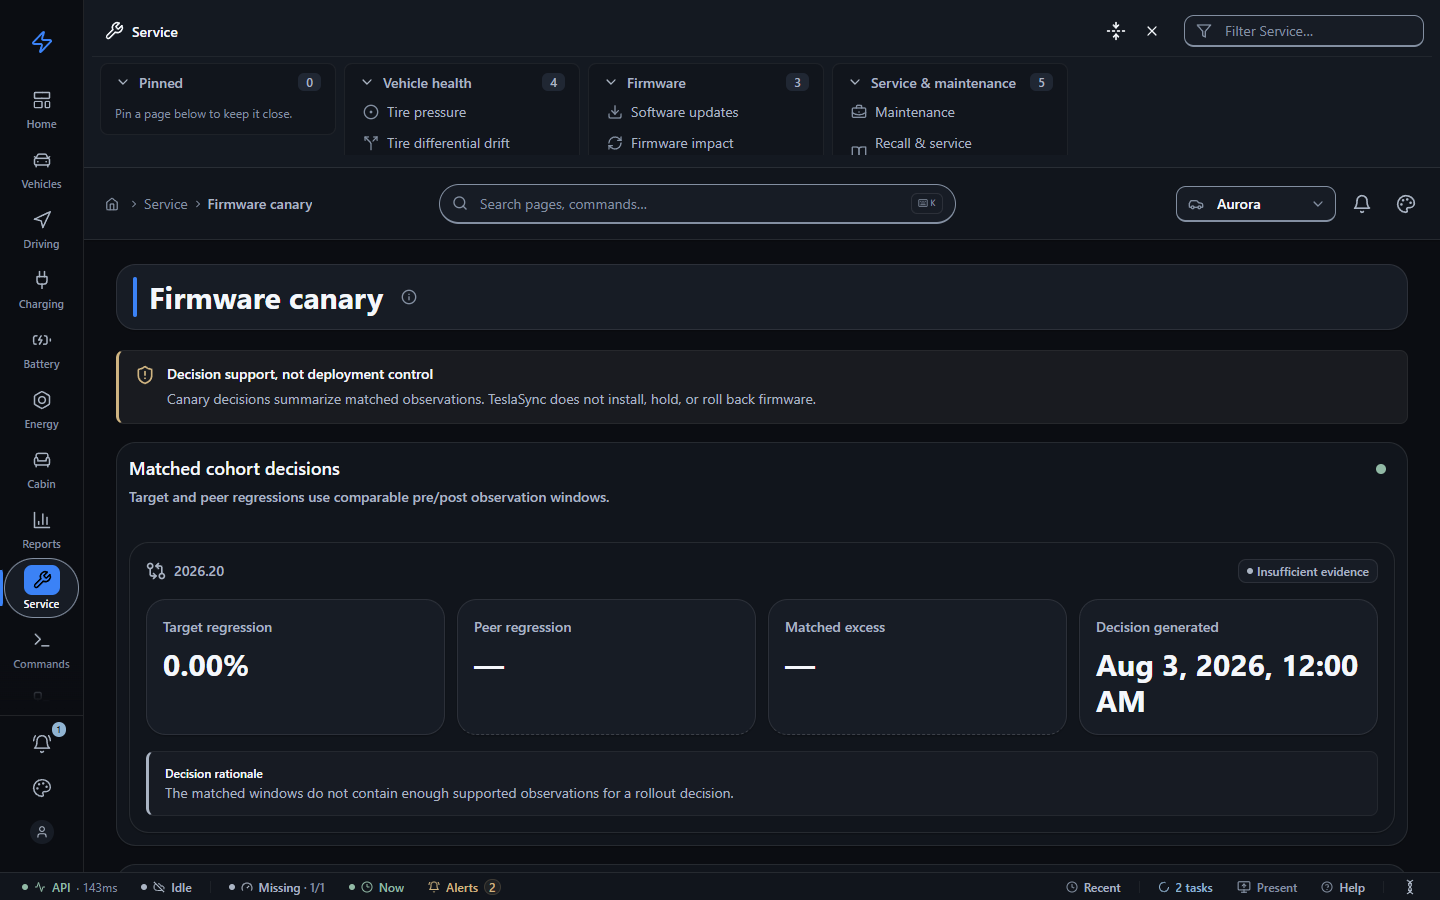 Service
Filter Service...
Pinned 0
Pin a page below to keep it close.
Vehicle health 4
Tire pressure
Tire differential drift
Firmware 3
Software updates
Firmware impact
Service & maintenance 5
Maintenance
Recall & service
Home
Vehicles
Driving
Charging
Battery
Energy
Cabin
Reports
Service
Commands
1
Service
Firmware canary
Search pages, commands...
K
Aurora
Firmware canary
Decision support, not deployment control
Canary decisions summarize matched observations. TeslaSync does not install, hold, or roll back firmware.
Matched cohort decisions
Target and peer regressions use comparable pre/post observation windows.
2026.20
Insufficient evidence
Target regression
0.00%
Peer regression
—
Matched excess
—
Decision generated
Aug 3, 2026, 12:00
AM
Decision rationale
The matched windows do not contain enough supported observations for a rollout decision.
API · 143ms
Idle
Missing · 1/1
Now
Alerts 2
Recent
2 tasks
Present
Help